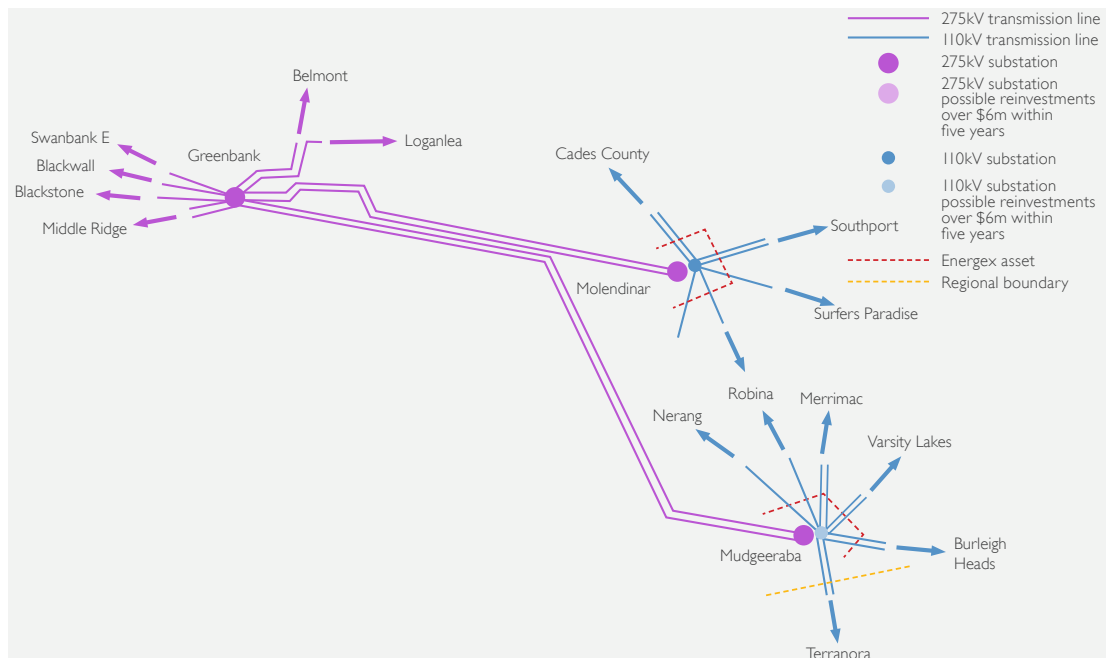 275kV transmission line
110kV transmission line
275kV substation
275kV substation
possible reinvestments
over $6m within
five years
110kV substation
110kV substation
possible reinvestments
over $6m within
five years
Energex asset
Regional boundary
Belmont
Swanbank E
Greenbank
Loganlea
Blackwall
Blackstone
Middle Ridge
Cades County
Southport
Molendinar
Surfers Paradise
Robina
Merrimac
Nerang
Varsity Lakes
Mudgeeraba
Burleigh
Heads
Terranora